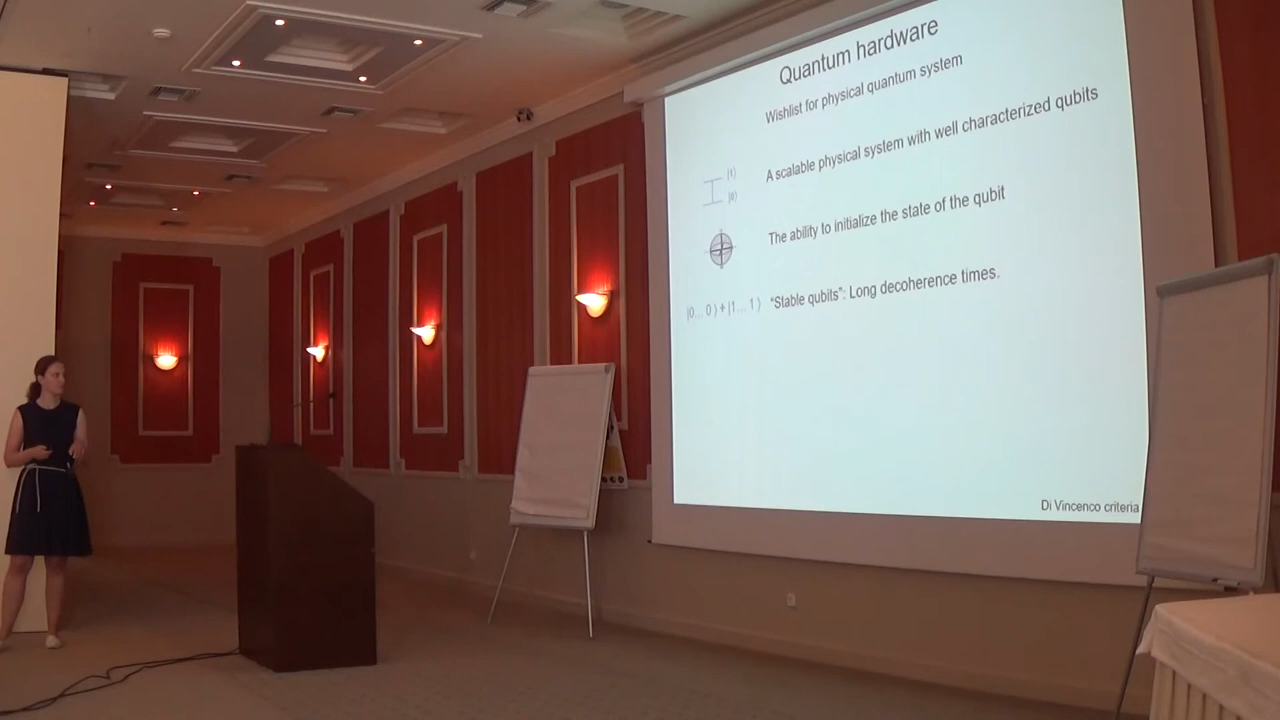 Quantum hardware
Wishlist for physical quantum system
|1⟩
A scalable physical system with well characterized qubits
|0⟩
The ability to initialize the state of the qubit
|0... 0 ⟩ + |1... 1 ⟩ “Stable qubits”: Long decoherence times.
Di Vincenco criteria